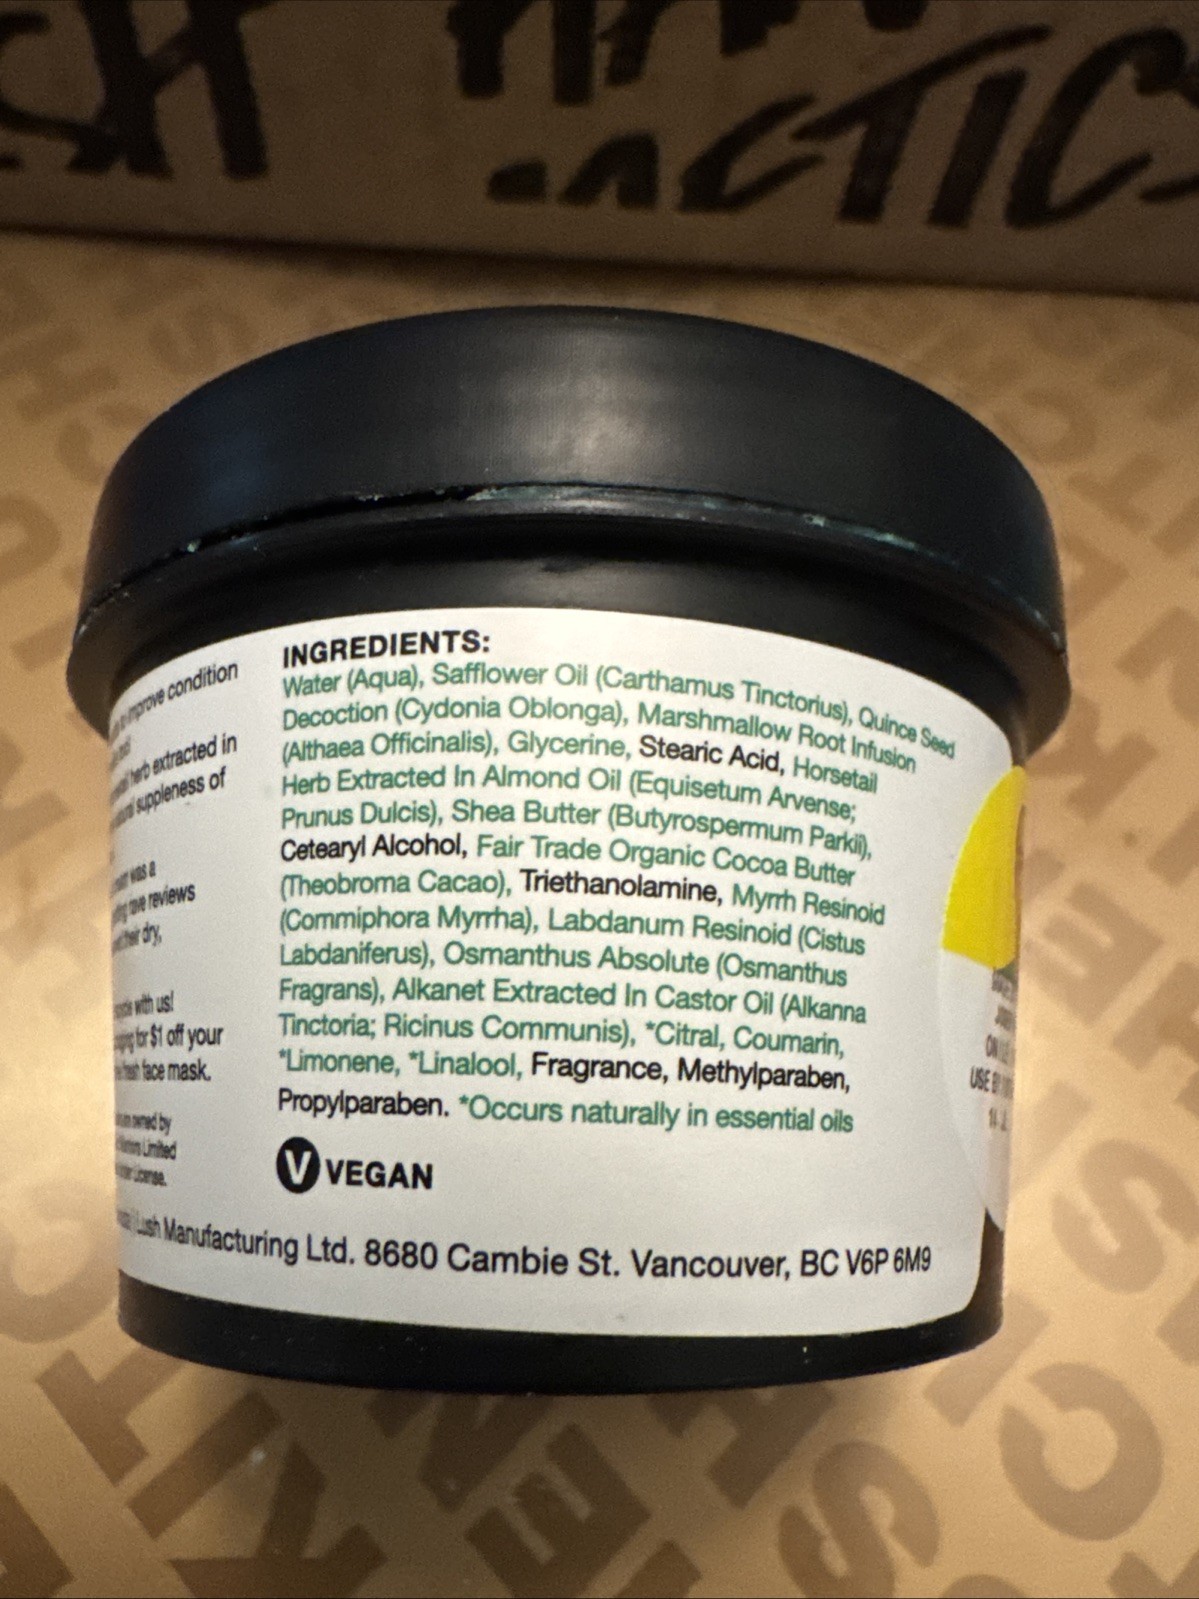 ACTICS
improve condition
herb extracted in
suppleness of
was a
rave reviews
their dry,
with us!
for $1 off your
fresh face mask.
owned by
Limited
License.
INGREDIENTS:
Water (Aqua), Safflower Oil (Carthamus Tinctorius), Quince Seed
Decoction (Cydonia Oblonga), Marshmallow Root Infusion
(Althaea Officinalis), Glycerine, Stearic Acid, Horsetail
Herb Extracted In Almond Oil (Equisetum Arvense;
Prunus Dulcis), Shea Butter (Butyrospermum Parkii),
Cetearyl Alcohol, Fair Trade Organic Cocoa Butter
(Theobroma Cacao), Triethanolamine, Myrrh Resinoid
(Commiphora Myrrha), Labdanum Resinoid (Cistus
Labdaniferus), Osmanthus Absolute (Osmanthus
Fragrans), Alkanet Extracted In Castor Oil (Alkanna
Tinctoria; Ricinus Communis), *Citral, Coumarin,
*Limonene, *Linalool, Fragrance, Methylparaben,
Propylparaben. *Occurs naturally in essential oils
V VEGAN
Lush Manufacturing Ltd. 8680 Cambie St. Vancouver, BC V6P 6M9
USE BY